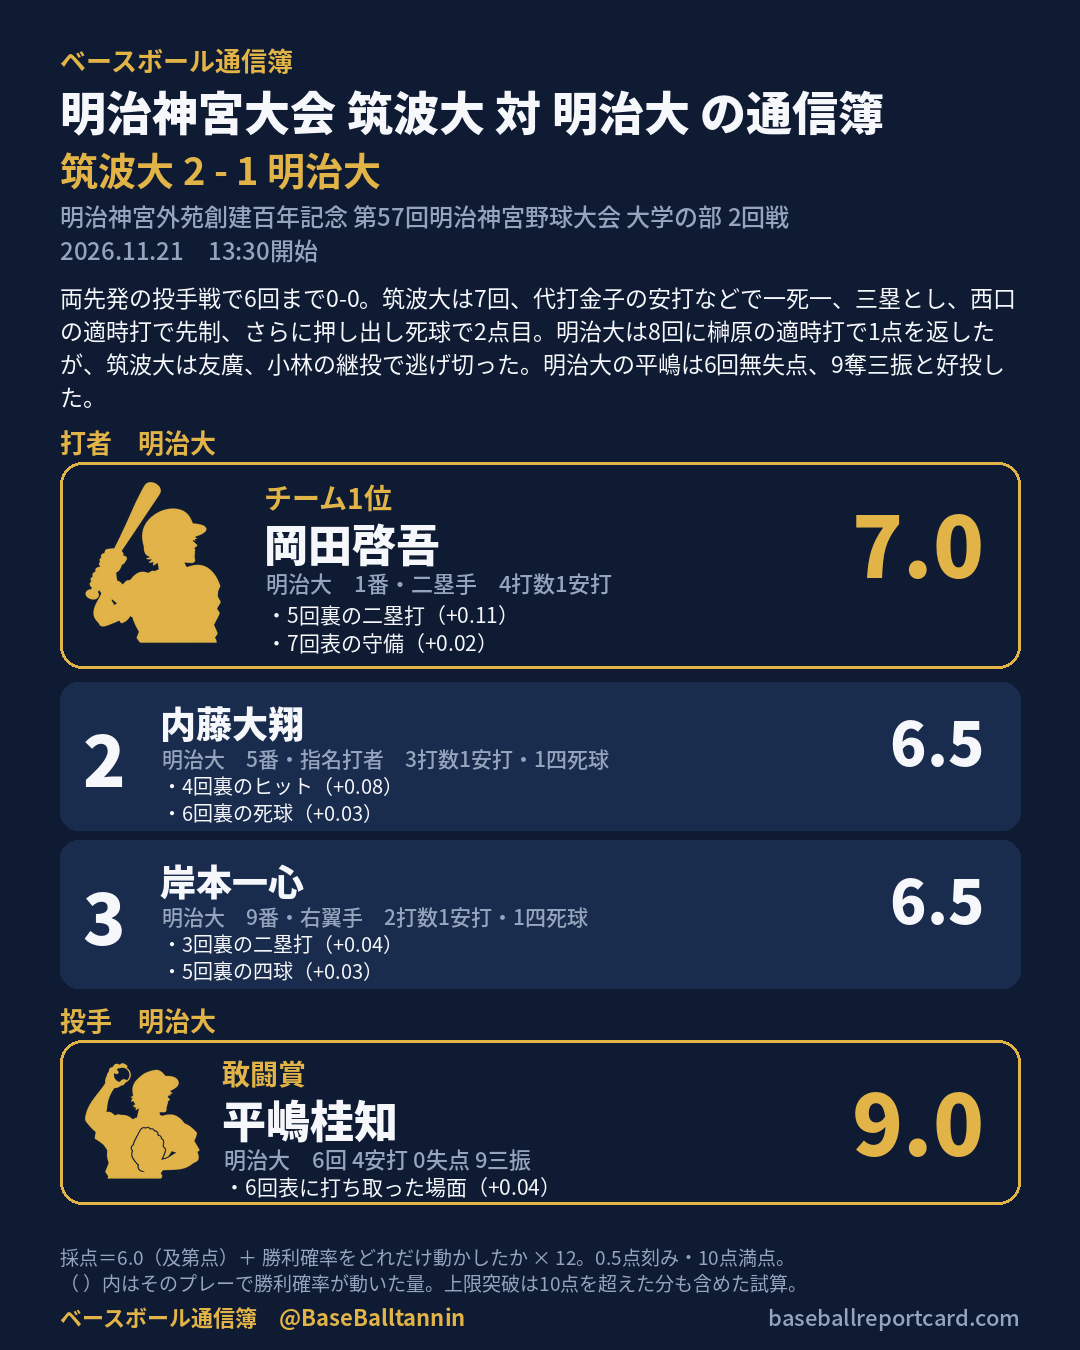 ベースボール通信簿
明治神宮大会 筑波大 対 明治大 の通信簿
筑波大 2 - 1 明治大
明治神宮外苑創建百年記念 第57回明治神宮野球大会 大学の部 2回戦
2026.11.21　13:30開始
両先発の投手戦で6回まで0-0。筑波大は7回、代打金子の安打などで一死一、三塁とし、西口
の適時打で先制、さらに押し出し死球で2点目。明治大は8回に榊原の適時打で1点を返した
が、筑波大は友廣、小林の継投で逃げ切った。明治大の平嶋は6回無失点、9奪三振と好投し
た。
打者　明治大
チーム1位
岡田啓吾
7.0
明治大　1番・二塁手　4打数1安打
・5回裏の二塁打（+0.11）
・7回表の守備（+0.02）
2
内藤大翔
6.5
明治大　5番・指名打者　3打数1安打・1四死球
・4回裏のヒット（+0.08）
・6回裏の死球（+0.03）
3
岸本一心
6.5
明治大　9番・右翼手　2打数1安打・1四死球
・3回裏の二塁打（+0.04）
・5回裏の四球（+0.03）
投手　明治大
敢闘賞
平嶋桂知
9.0
明治大　6回 4安打 0失点 9三振
・6回表に打ち取った場面（+0.04）
採点＝6.0（及第点）＋ 勝利確率をどれだけ動かしたか × 12。0.5点刻み・10点満点。
（ ）内はそのプレーで勝利確率が動いた量。上限突破は10点を超えた分も含めた試算。
ベースボール通信簿　@BaseBalltannin
baseballreportcard.com